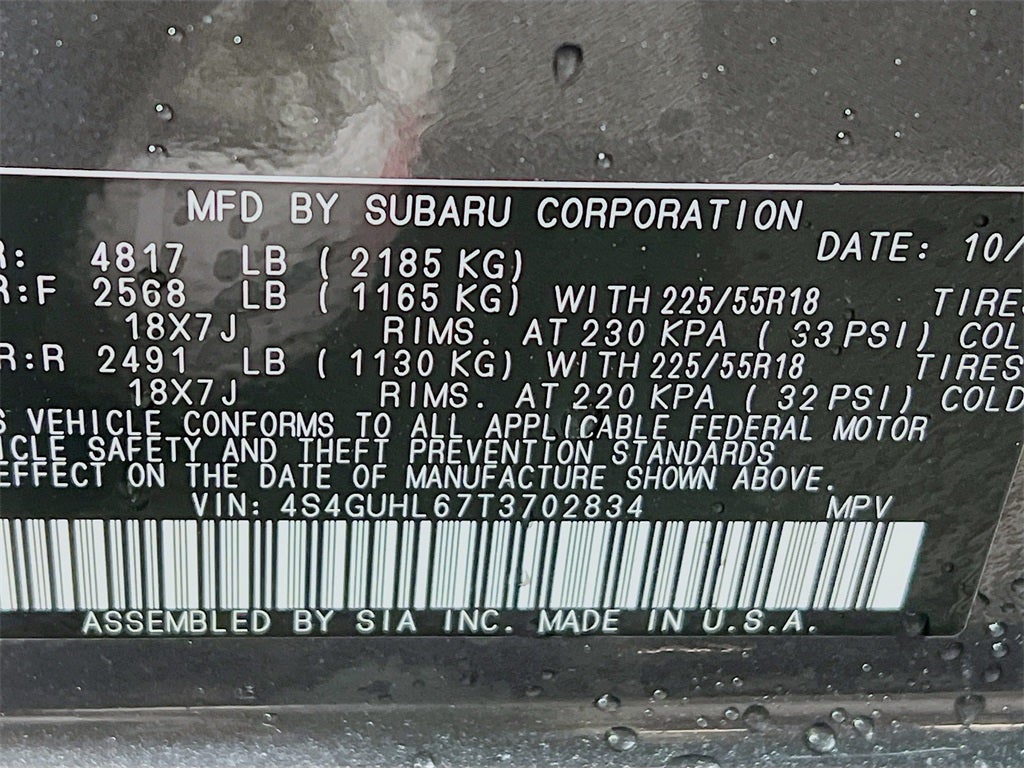 MFD BY SUBARU CORPORATION
R: 4817 LB ( 2185 KG) DATE: 10/
R:F 2568 LB ( 1165 KG) WITH 225/55R18 TIRES
18X7J RIMS. AT 230 KPA ( 33 PSI) COL
R:R 2491 LB ( 1130 KG) WITH 225/55R18 TIRES
18X7J RIMS. AT 220 KPA ( 32 PSI) COLD
S VEHICLE CONFORMS TO ALL APPLICABLE FEDERAL MOTOR
ICLE SAFETY AND THEFT PREVENTION STANDARDS
EFFECT ON THE DATE OF MANUFACTURE SHOWN ABOVE.
VIN: 4S4GUHL67T3702834 MPV
ASSEMBLED BY SIA INC. MADE IN U.S.A.